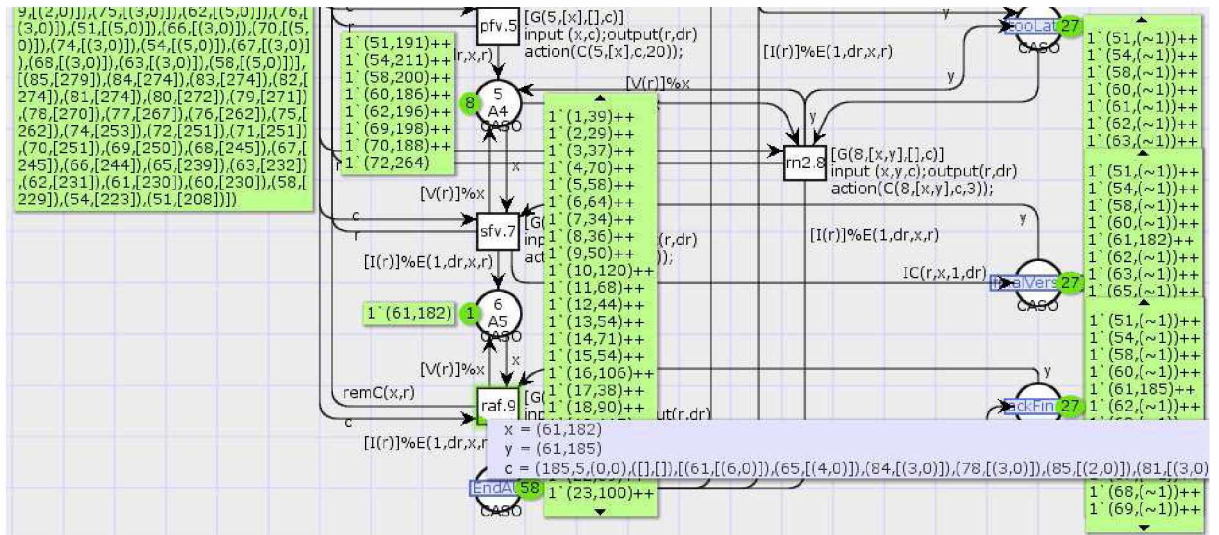 9,[(2,0)]),(75,[(3,0)]),(62,[(5,0)]),(76,[
(3,0)]),(51,[(5,0)]),(66,[(3,0)]),(70,[(5,
0)]),(74,[(3,0)]),(54,[(5,0)]),(67,[(3,0)]
),(68,[(3,0)]),(63,[(3,0)]),(58,[(5,0)])],
[(85,[279]),(84,[274]),(83,[274]),(82,[
274]),(81,[274]),(80,[272]),(79,[271]
),(78,[270]),(77,[267]),(76,[262]),(75,[
262]),(74,[253]),(72,[251]),(71,[251])
,(70,[251]),(69,[250]),(68,[245]),(67,[
245]),(66,[244]),(65,[239]),(63,[232])
,(62,[231]),(61,[230]),(60,[230]),(58,[
229]),(54,[223]),(51,[208])])
c
r
pfv.5
[G(5,[x],[],c)]
input (x,c);output(r,dr)
action(C(5,[x],c,20));
r,x,r)
1`(51,191)++
1`(54,211)++
1`(58,200)++
1`(60,186)++
1`(62,196)++
1`(69,198)++
1`(70,188)++
1`(72,264)
8
5
A4
CASO
[V(r)]%x
x
[V(r)]%x
c
r
sfv.7
[G(
inpu
acti
(r,dr)
));
[I(r)]%E(1,dr,x,r)
1`(61,182)
1
6
A5
CASO
[V(r)]%x
x
remC(x,r)
c
raf.9
[G(
inpu
ut(r,dr)
[I(r)]%E(1,dr,x,r
EndA
58
CASO
1`(1,39)++
1`(2,29)++
1`(3,37)++
1`(4,70)++
1`(5,58)++
1`(6,64)++
1`(7,34)++
1`(8,36)++
1`(9,50)++
1`(10,120)++
1`(11,68)++
1`(12,44)++
1`(13,54)++
1`(14,71)++
1`(15,54)++
1`(16,106)++
1`(17,38)++
1`(18,90)++
1`(23,100)++
x = (61,182)
y = (61,185)
c = (185,5,(0,0),([],[]),[(61,[(6,0)]),(65,[(4,0)]),(84,[(3,0)]),(78,[(3,0)]),(85,[(2,0)]),(81,[(3,0)
[I(r)]%E(1,dr,x,r)
y
y
y
rn2.8
[G(8,[x,y],[],c)]
input (x,y,c);output(r,dr)
action(C(8,[x,y],c,3));
[I(r)]%E(1,dr,x,r)
y
IC(r,x,1,dr)
y
tooLat
27
CASO
1`(51,(~1))++
1`(54,(~1))++
1`(58,(~1))++
1`(60,(~1))++
1`(61,(~1))++
1`(62,(~1))++
1`(63,(~1))++
alVers
27
CASO
1`(51,(~1))++
1`(54,(~1))++
1`(58,(~1))++
1`(60,(~1))++
1`(61,182)++
1`(62,(~1))++
1`(63,(~1))++
1`(65,(~1))++
ackFin
27
1`(51,(~1))++
1`(54,(~1))++
1`(58,(~1))++
1`(60,(~1))++
1`(61,185)++
1`(62,(~1))++
1`(68,(~1))++
1`(69,(~1))++